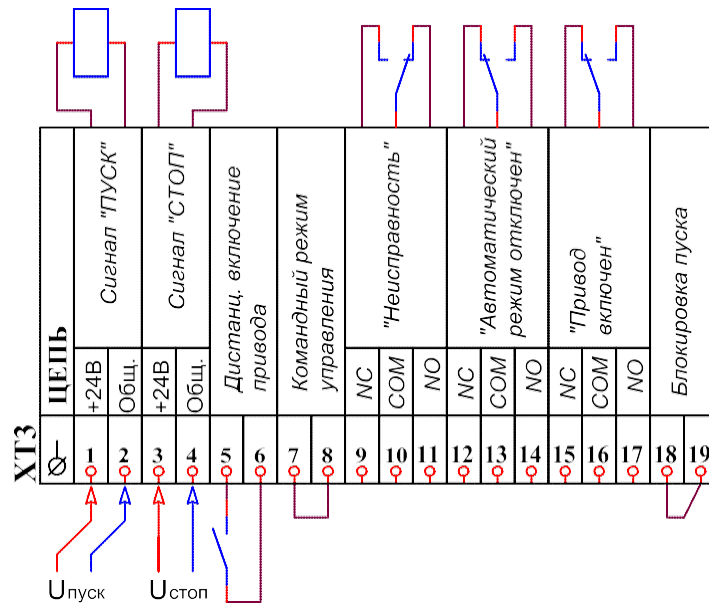 ХТ3
ЦЕПЬ
Сигнал "ПУСК"
Сигнал "СТОП"
Дистанц. включение
привода
Командный режим
управления
"Неисправность"
"Автоматический
режим отключен"
"Привод
включен"
Блокировка пуска
+24В
Общ.
+24В
Общ.
NC
COM
NO
NC
COM
NO
NC
COM
NO
1 2 3 4 5 6 7 8 9 10 11 12 13 14 15 16 17 18 19
Uпуск Uстоп